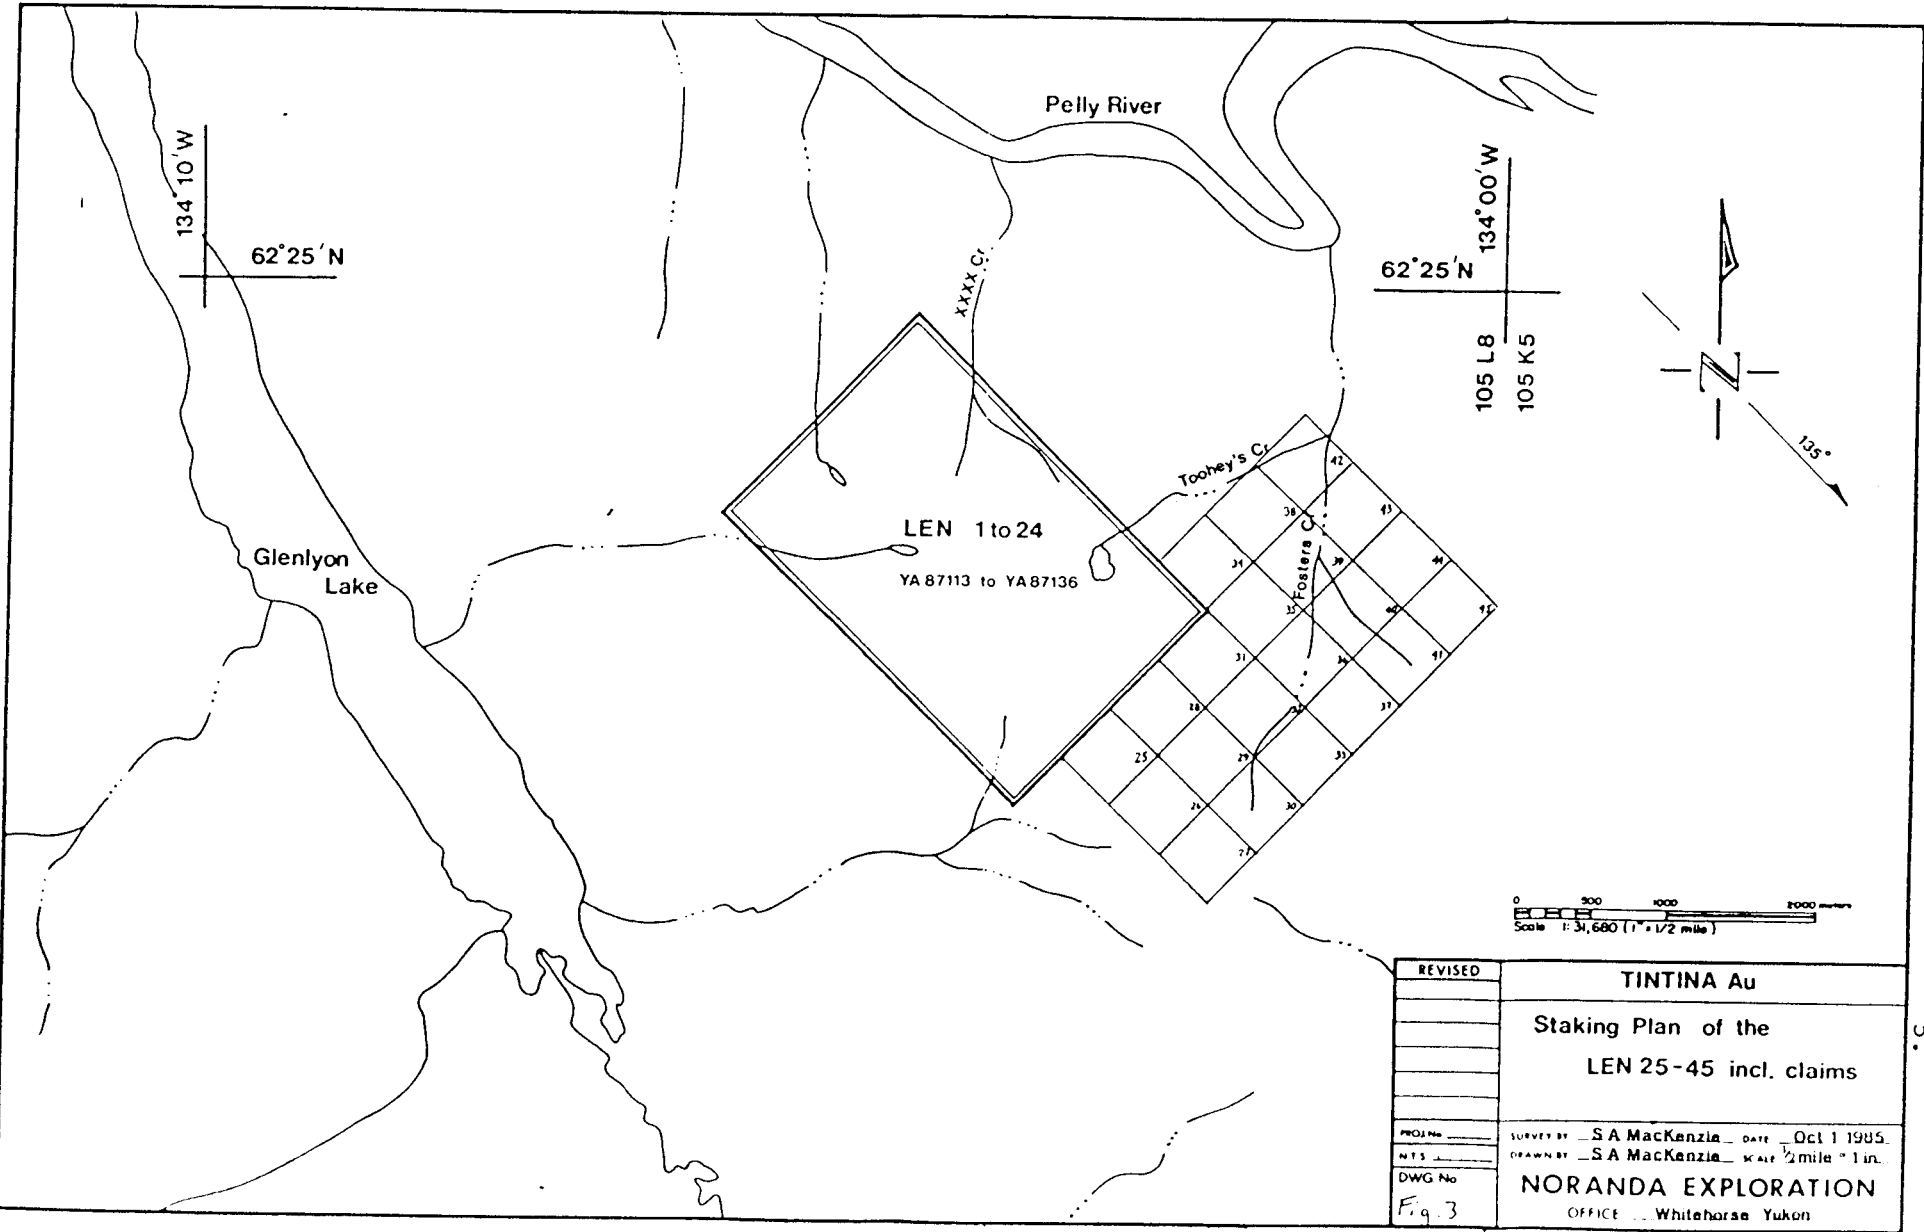 Pelly River
134° 10' W
62° 25' N
XXXX Cr
62° 25' N
134° 00' W
105 L8
105 K5
N
135°
Toohey's Cr
Fosters Cr
LEN 1 to 24
YA 87113 to YA 87136
Glenlyon
Lake
42
38
43
39
44
35
40
45
31
36
41
28
32
37
25
29
33
26
30
0 500 1000 2000 meters
Scale 1: 31,680 (1" = 1/2 mile)
REVISED
TINTINA Au
Staking Plan of the
LEN 25-45 incl. claims
PROJ. No
SURVEY BY S A MacKenzie DATE Oct 1 1985
N T S
DRAWN BY S A MacKenzie SCALE 1/2 mile = 1 in.
DWG. No
Fig. 3
NORANDA EXPLORATION
OFFICE Whitehorse Yukon